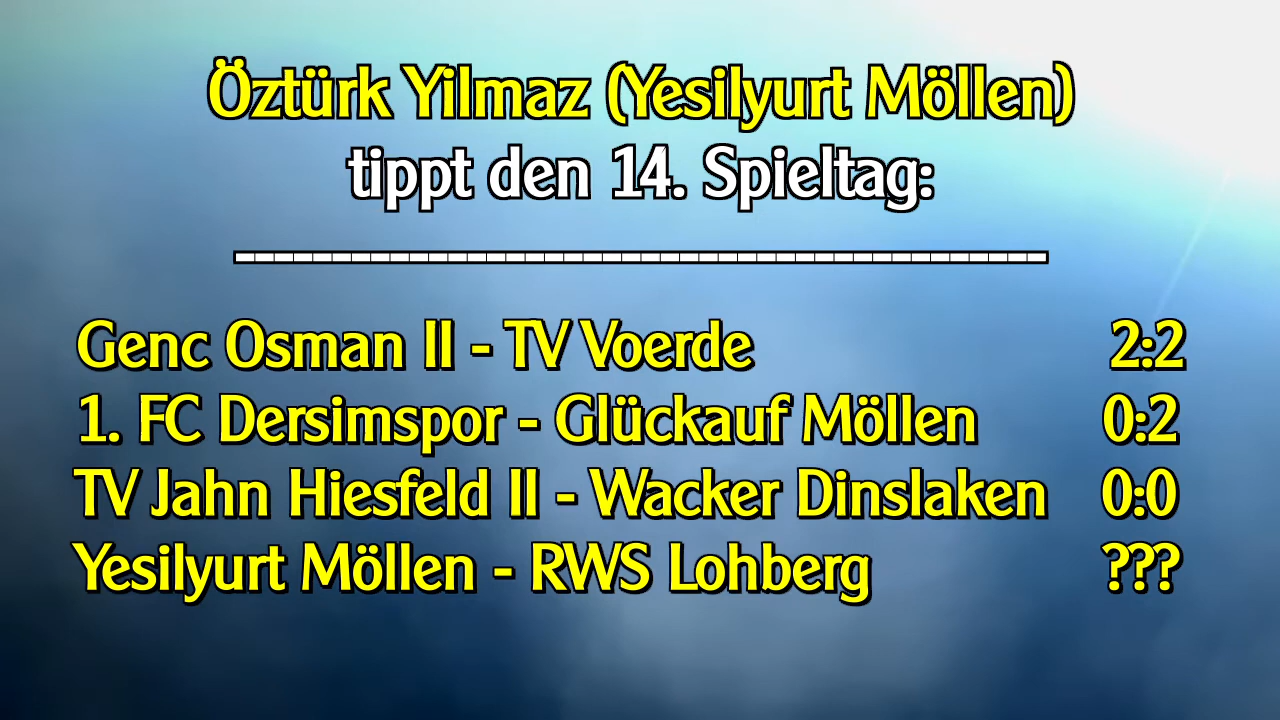 Öztürk Yilmaz (Yesilyurt Möllen)
tippt den 14. Spieltag:
------------------------------------------
Genc Osman II - TV Voerde 2:2
1. FC Dersimspor - Glückauf Möllen 0:2
TV Jahn Hiesfeld II - Wacker Dinslaken 0:0
Yesilyurt Möllen - RWS Lohberg ???